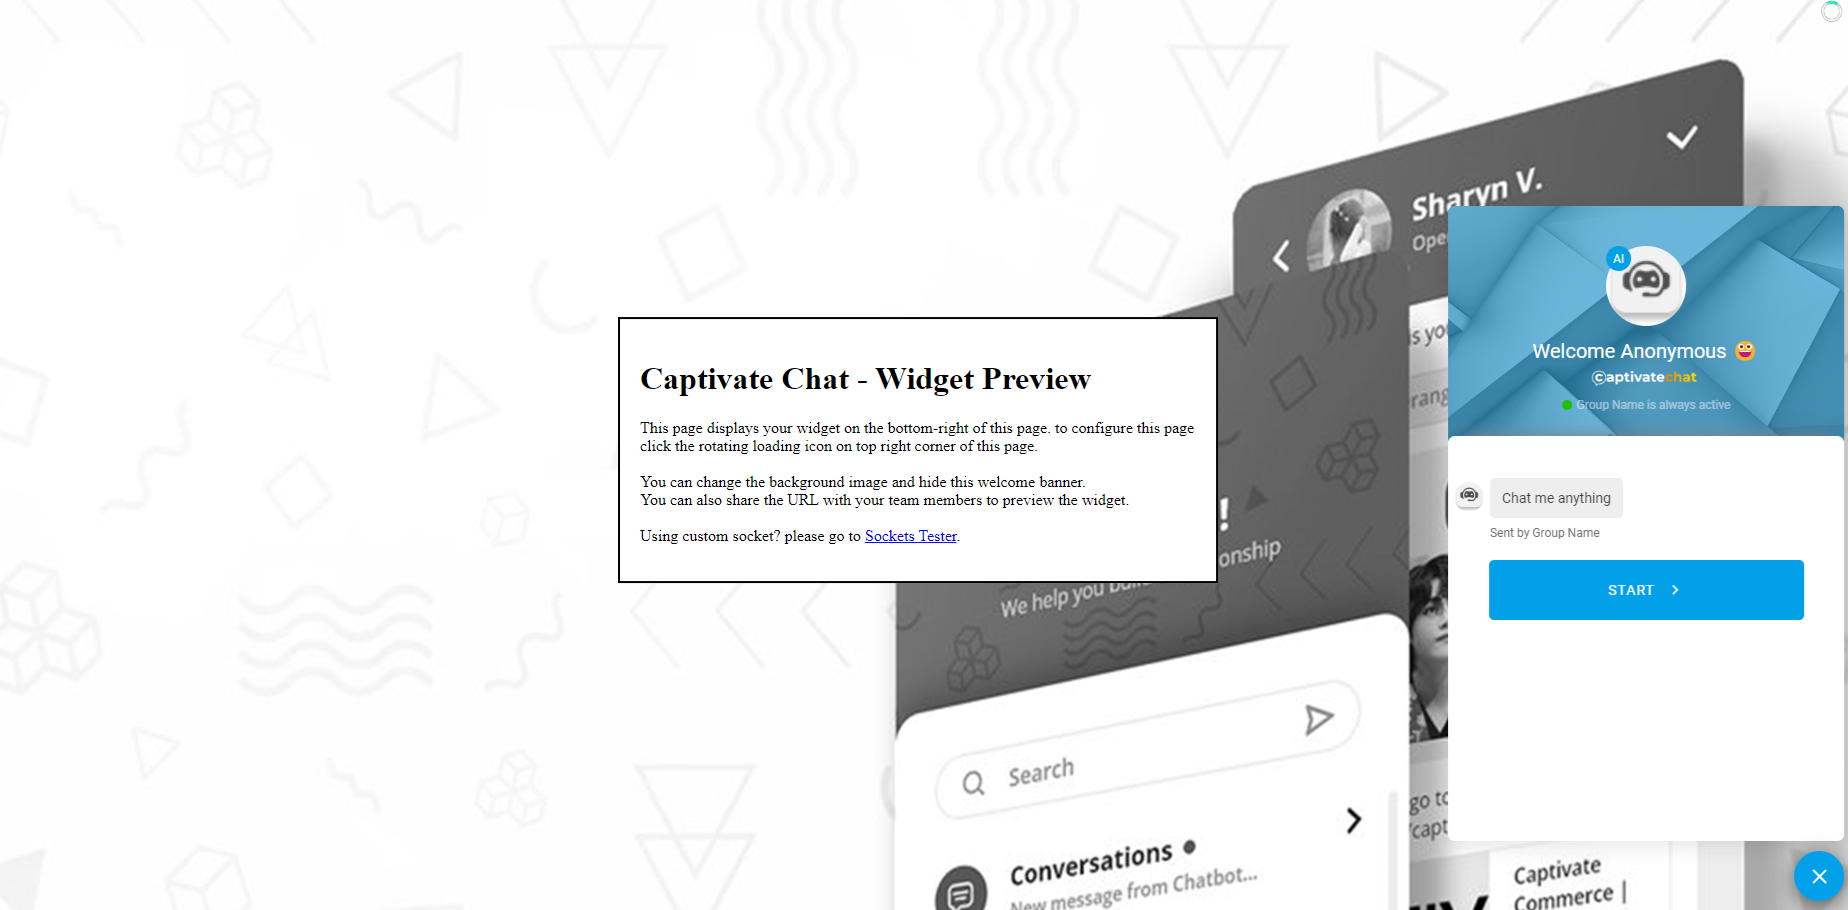 Sharyn V.
Ope
AI
Welcome Anonymous
captivatechat
Group Name is always active
Captivate Chat - Widget Preview
This page displays your widget on the bottom-right of this page. to configure this page
click the rotating loading icon on top right corner of this page.
You can change the background image and hide this welcome banner.
You can also share the URL with your team members to preview the widget.
Using custom socket? please go to Sockets Tester.
Chat me anything
Sent by Group Name
START
is yo
rang
!
onship
We help you
Search
Conversations
New message from Chatbot...
go to
capt
Captivate
Commerce |